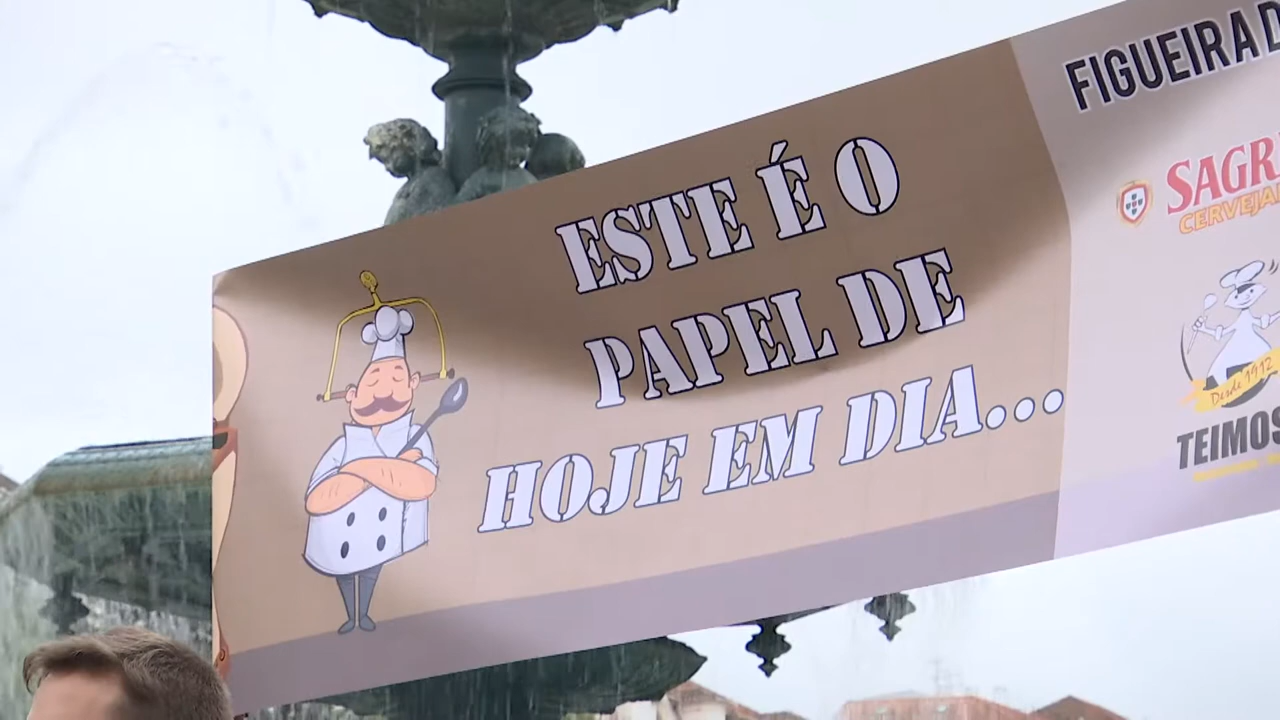 ESTE É O
PAPEL DE
HOJE EM DIA...
FIGUEIRA D
SAGR
CERVEJA
Desde 1912
TEIMOS